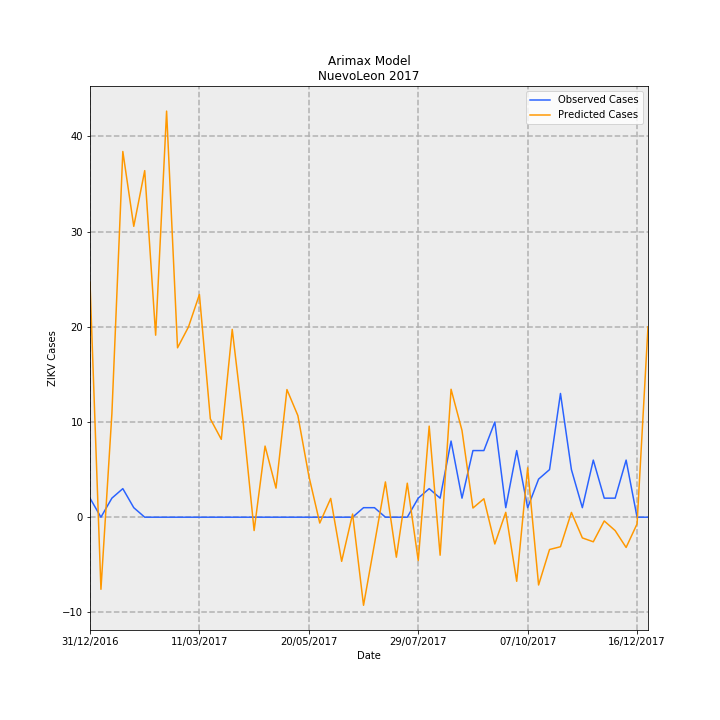 Arimax Model
NuevoLeon 2017
Observed Cases
Predicted Cases
ZIKV Cases
40
30
20
10
0
−10
31/12/2016
11/03/2017
20/05/2017
29/07/2017
07/10/2017
16/12/2017
Date